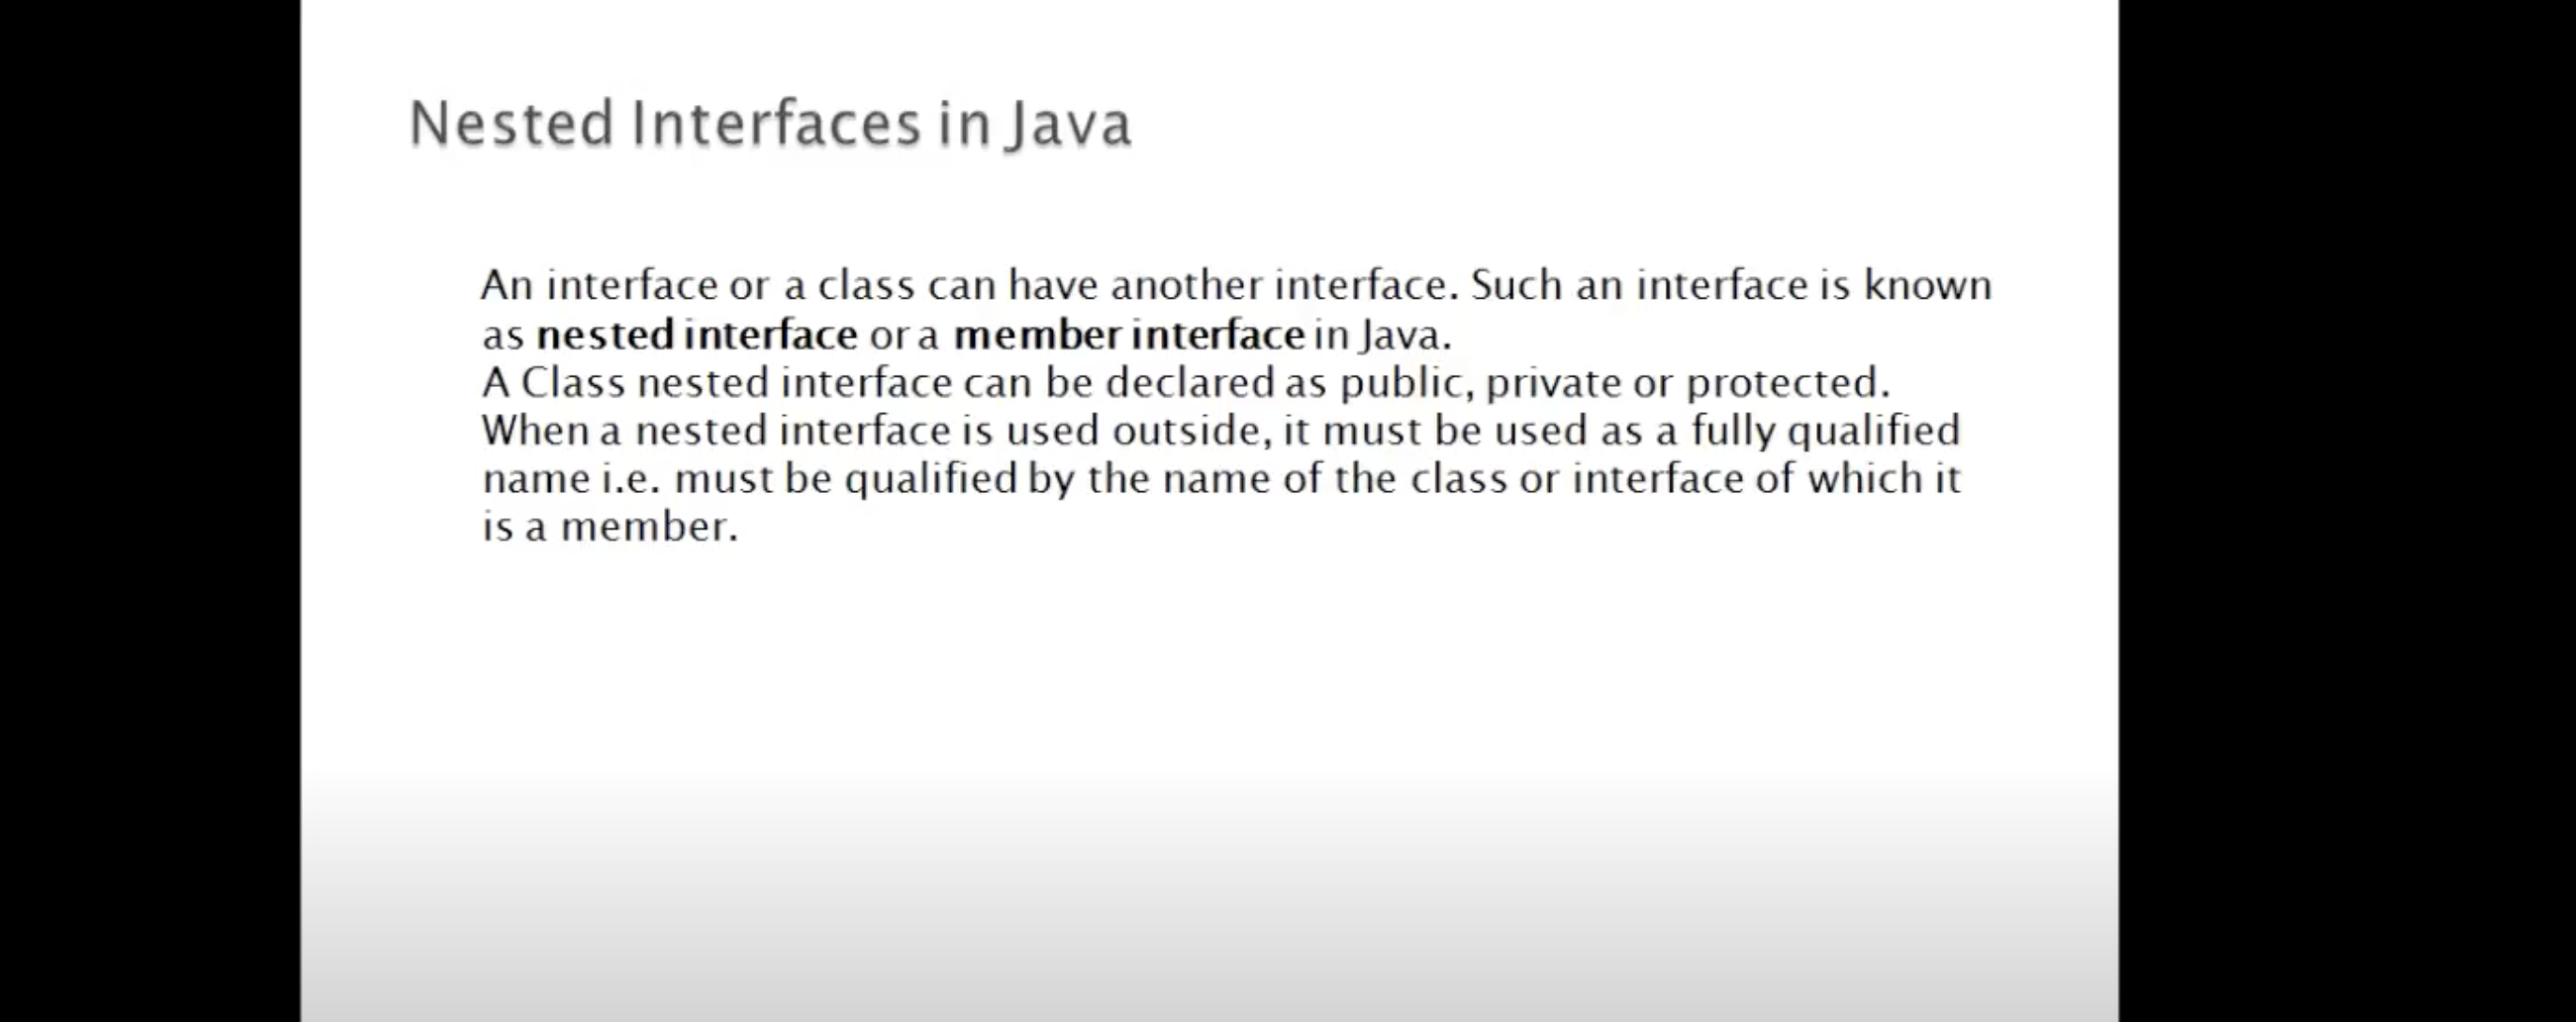 Nested Interfaces in Java
An interface or a class can have another interface. Such an interface is known
as nested interface or a member interface in Java.
A Class nested interface can be declared as public, private or protected.
When a nested interface is used outside, it must be used as a fully qualified
name i.e. must be qualified by the name of the class or interface of which it
is a member.